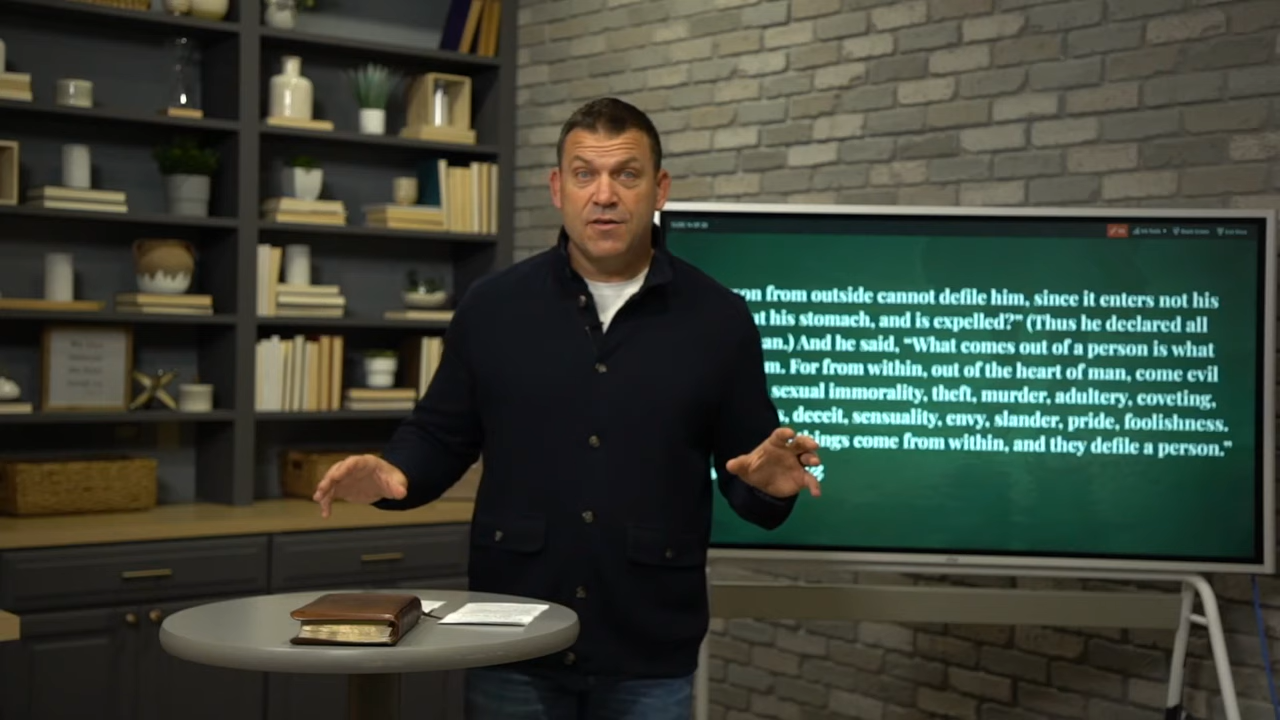 from outside cannot defile him, since it enters not his
his stomach, and is expelled?” (Thus he declared all
And he said, “What comes out of a person is what
For from within, out of the heart of man, come evil
sexual immorality, theft, murder, adultery, coveting,
deceit, sensuality, envy, slander, pride, foolishness.
things come from within, and they defile a person.”